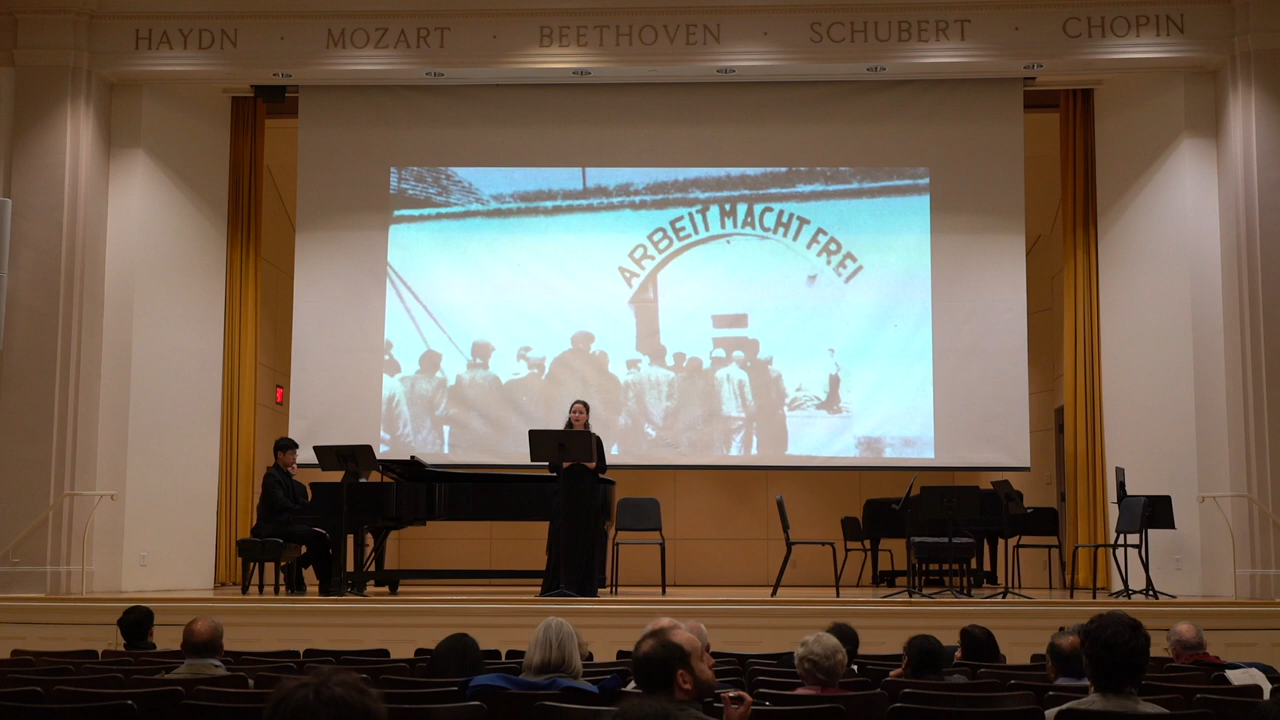 HAYDN · MOZART · BEETHOVEN · SCHUBERT · CHOPIN
ARBEIT MACHT FREI